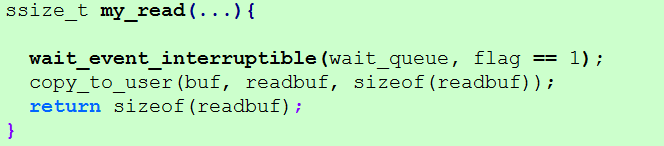 ssize_t my_read(...){
wait_event_interruptible(wait_queue, flag == 1);
copy_to_user(buf, readbuf, sizeof(readbuf));
return sizeof(readbuf);
}